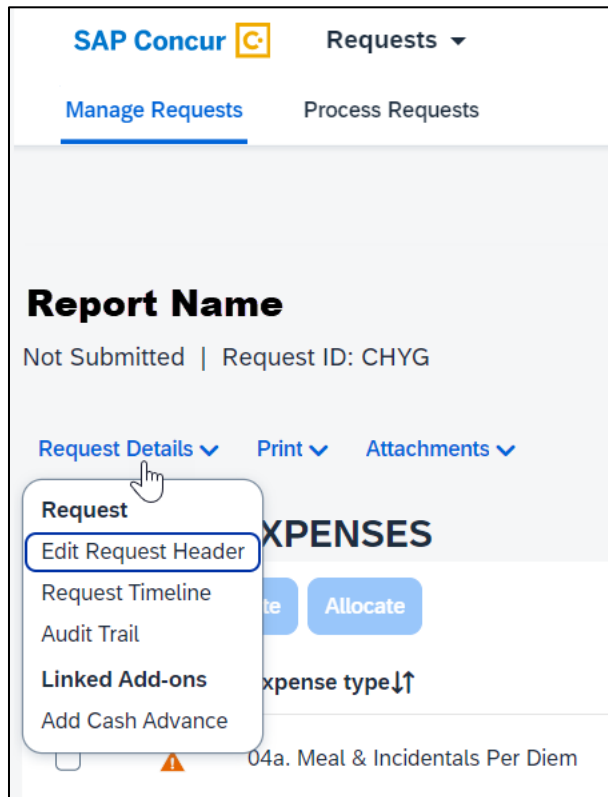 SAP Concur C Requests
Manage Requests Process Requests
Report Name
Not Submitted | Request ID: CHYG
Request Details Print Attachments
Request
XPENSES
Edit Request Header
Request Timeline
te Allocate
Audit Trail
Linked Add-ons
xpense type↓↑
Add Cash Advance
04a. Meal & Incidentals Per Diem